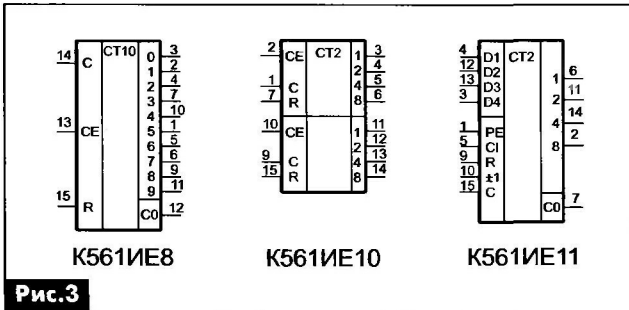 CT10
14 C
13 CE
15 R
0 3
1 2
2 4
3 7
4 10
5 1
6 5
7 6
8 9
9 11
C0 12
К561ИЕ8
CT2
2 CE
1 C
7 R
1 3
2 4
4 5
8 6
10 CE
9 C
15 R
1 11
2 12
4 13
8 14
К561ИЕ10
CT2
4 D1
12 D2
13 D3
3 D4
1 PE
5 CI
9 R
10 ±1
15 C
1 6
2 11
4 14
8 2
C0 7
К561ИЕ11
Рис.3